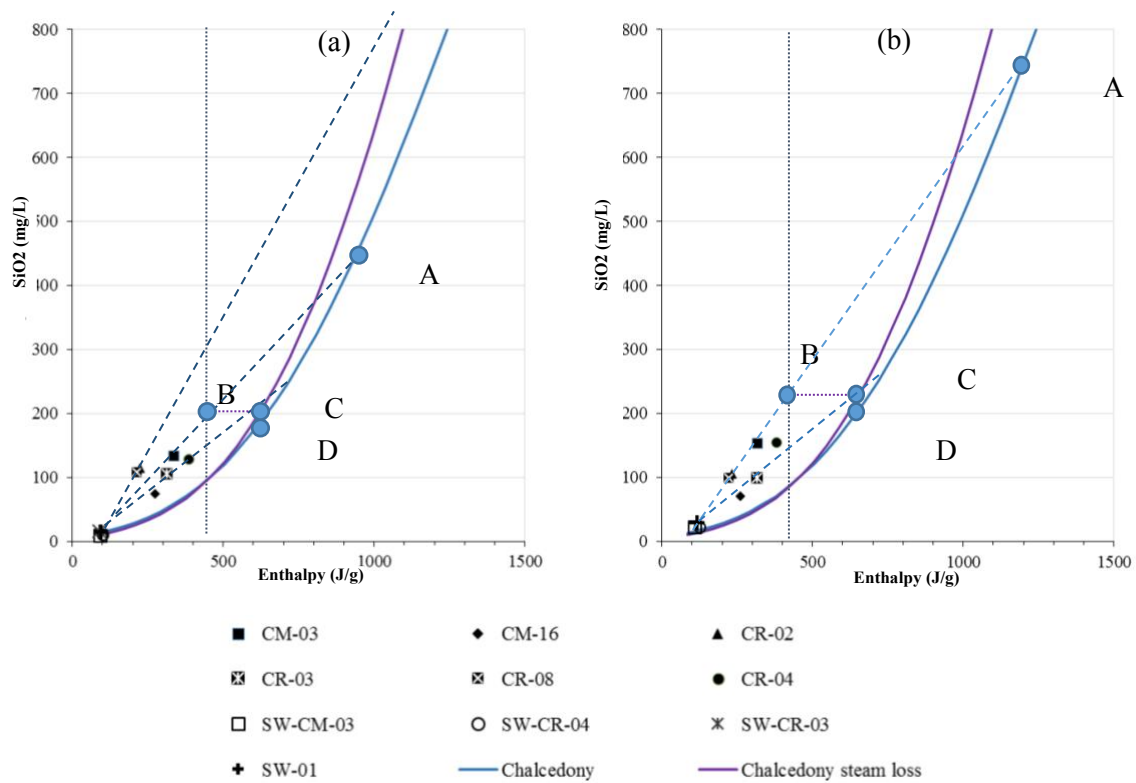 (a)
(b)
800
700
600
500
400
300
200
100
0
SiO2 (mg/L)
0
500
1000
1500
Enthalpy (J/g)
A
B
C
D
800
700
600
500
400
300
200
100
0
SiO2 (mg/L)
0
500
1000
1500
Enthalpy (J/g)
A
B
C
D
CM-03
CM-16
CR-02
CR-03
CR-08
CR-04
SW-CM-03
SW-CR-04
SW-CR-03
SW-01
Chalcedony
Chalcedony steam loss